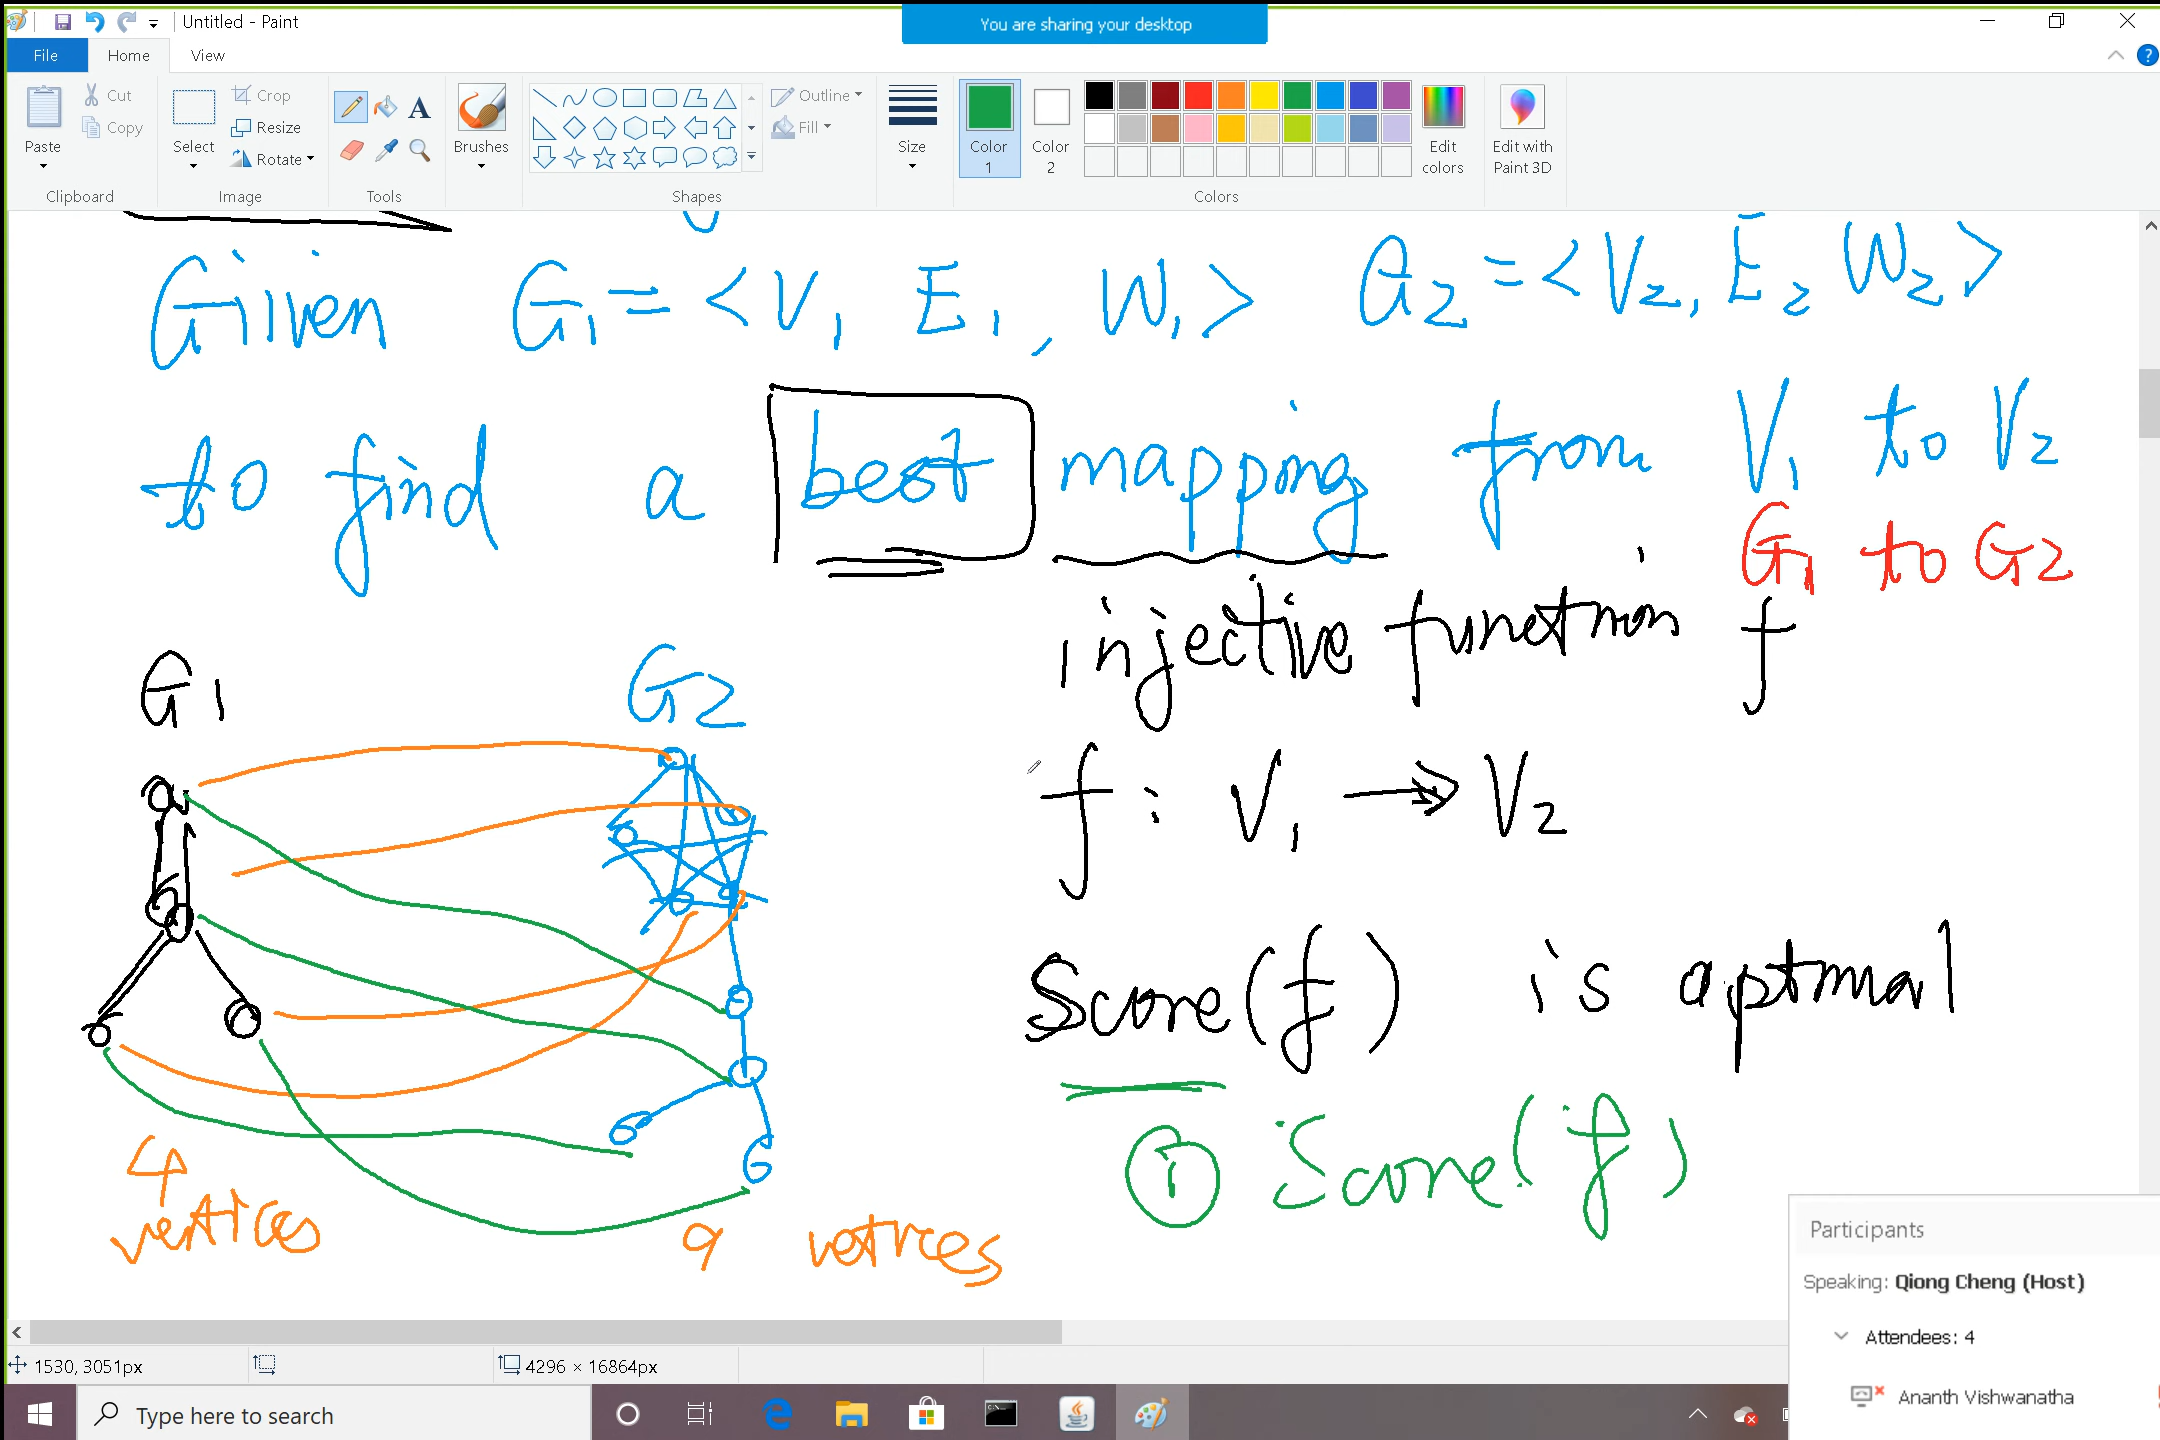 Untitled - Paint
You are sharing your desktop
File Home View
Cut
Copy
Paste
Clipboard
Crop
Resize
Rotate
Select
Image
Tools
Brushes
Outline
Fill
Shapes
Size
Color 1
Color 2
Edit colors
Edit with Paint 3D
Colors
Given G1 = <V1 E1, W1> G2 = <V2, E2 W2>
to find a best mapping from V1 to V2
G1 to G2
injective function f
G1 G2
f : V1 → V2
Score(f) is optimal
① Score(f)
4 vertices
9 vetrices
Participants
Speaking: Qiong Cheng (Host)
Attendees: 4
Ananth Vishwanatha
1530, 3051px
4296 × 16864px
Type here to search